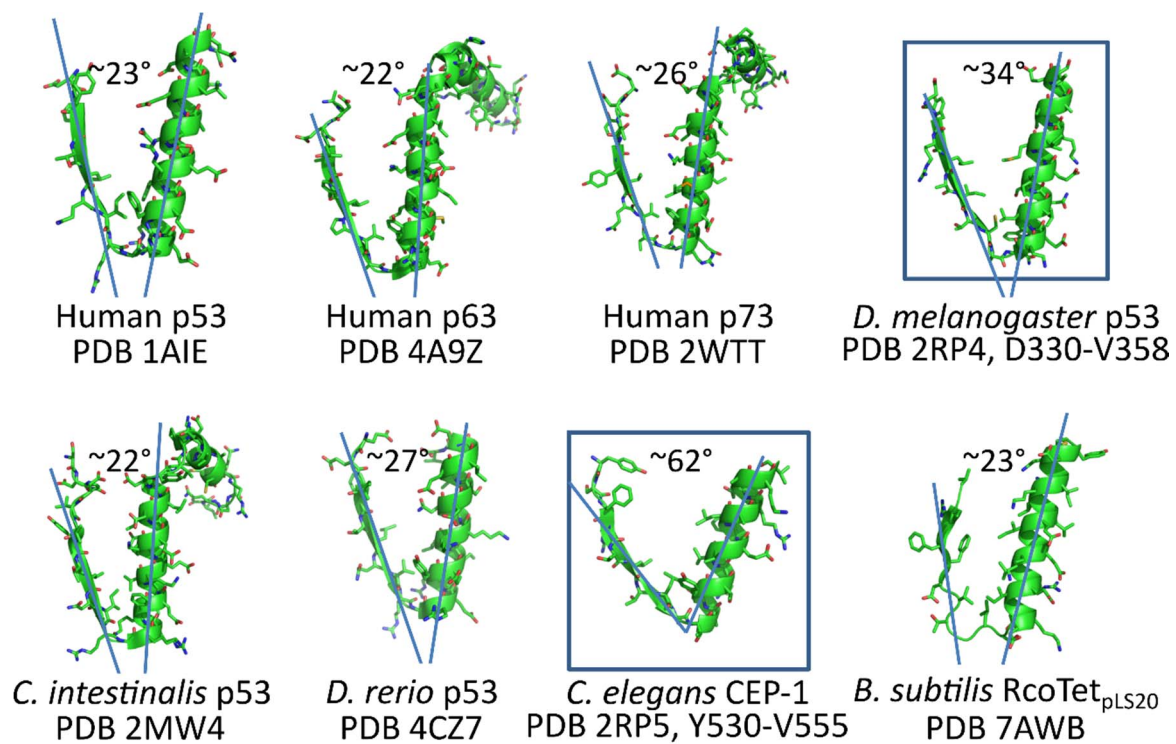 ~23°
~22°
~26°
~34°
Human p53
PDB 1AIE
Human p63
PDB 4A9Z
Human p73
PDB 2WTT
D. melanogaster p53
PDB 2RP4, D330-V358
~22°
~27°
~62°
~23°
C. intestinalis p53
PDB 2MW4
D. rerio p53
PDB 4CZ7
C. elegans CEP-1
PDB 2RP5, Y530-V555
B. subtilis RcoTetpLS20
PDB 7AWB